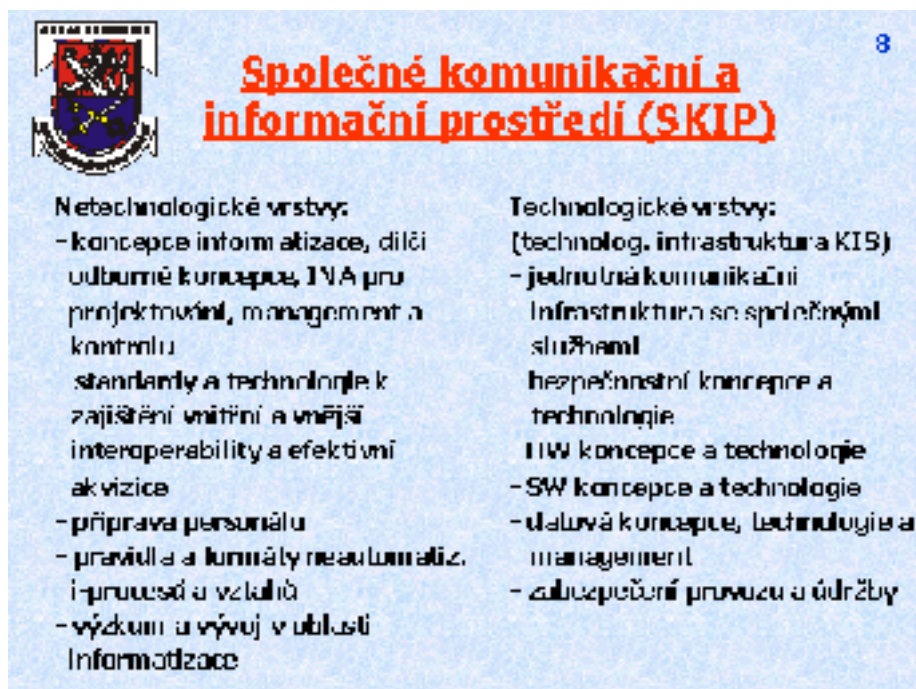 8
Společné komunikační a
informační prostředí (SKIP)
Netechnologické vrstvy:
- koncepce informatizace, dílčí
odborné koncepce, INA pro
projektování, management a
kontrolu
standardy a technologie k
zajištění vnitřní a vnější
interoperability a efektivní
akvizice
- příprava personálu
- pravidla a formáty neautomatiz.
i-procesů a vztahů
- výzkum a vývoj v oblasti
informatizace
Technologické vrstvy:
(technolog. infrastruktura KIS)
- jednotná komunikační
infrastruktura se společnými
službami
bezpečnostní koncepce a
technologie
HW koncepce a technologie
- SW koncepce a technologie
- datová koncepce, technologie a
management
- zabezpečení provozu a údržby